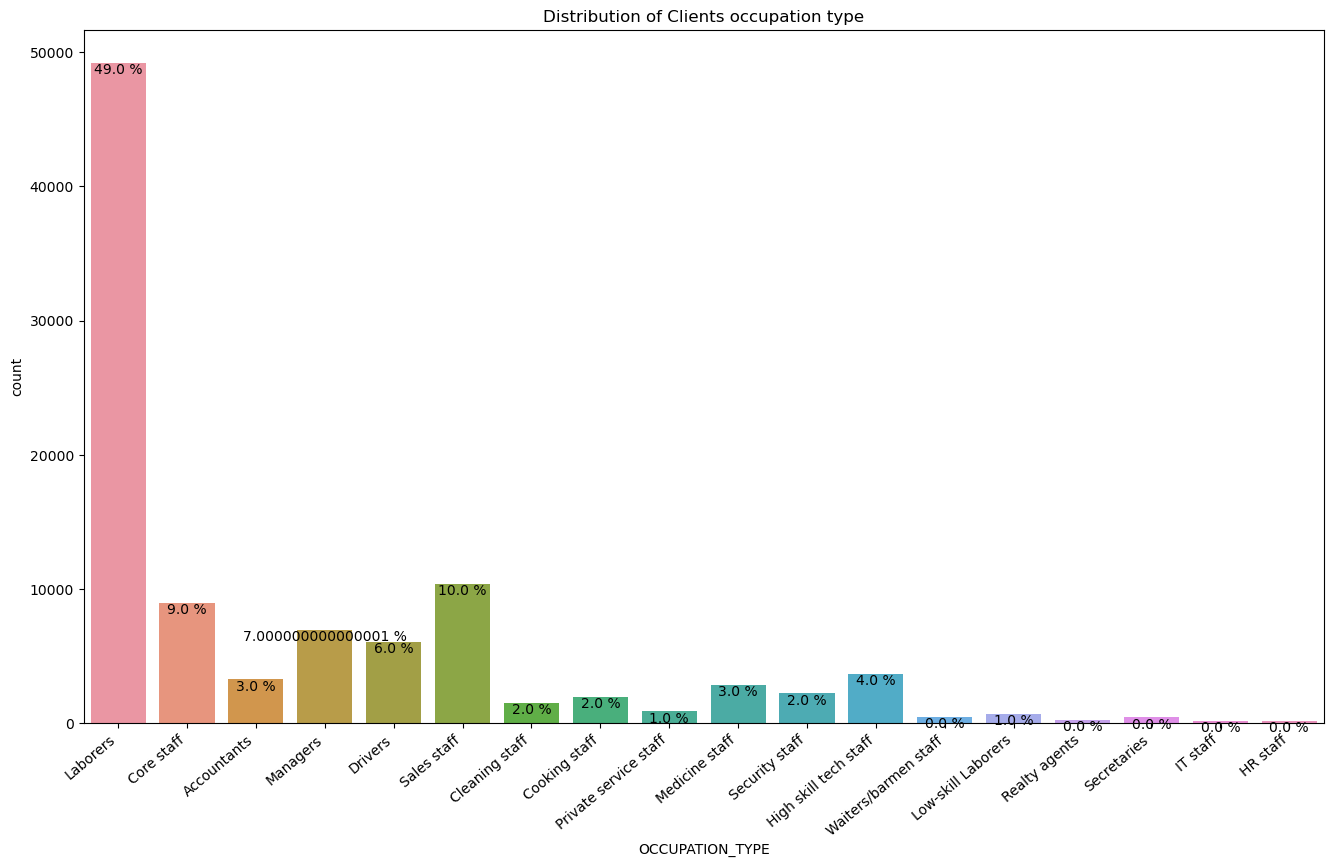 Distribution of Clients occupation type
50000
40000
30000
20000
10000
0
count
49.0 %
9.0 %
3.0 %
7.000000000000001 %
6.0 %
10.0 %
2.0 %
2.0 %
1.0 %
3.0 %
2.0 %
4.0 %
0.0 %
1.0 %
0.0 %
0.0 %
0.0 %
0.0 %
Laborers
Core staff
Accountants
Managers
Drivers
Sales staff
Cleaning staff
Cooking staff
Private service staff
Medicine staff
Security staff
High skill tech staff
Waiters/barmen staff
Low-skill Laborers
Realty agents
Secretaries
IT staff
HR staff
OCCUPATION_TYPE